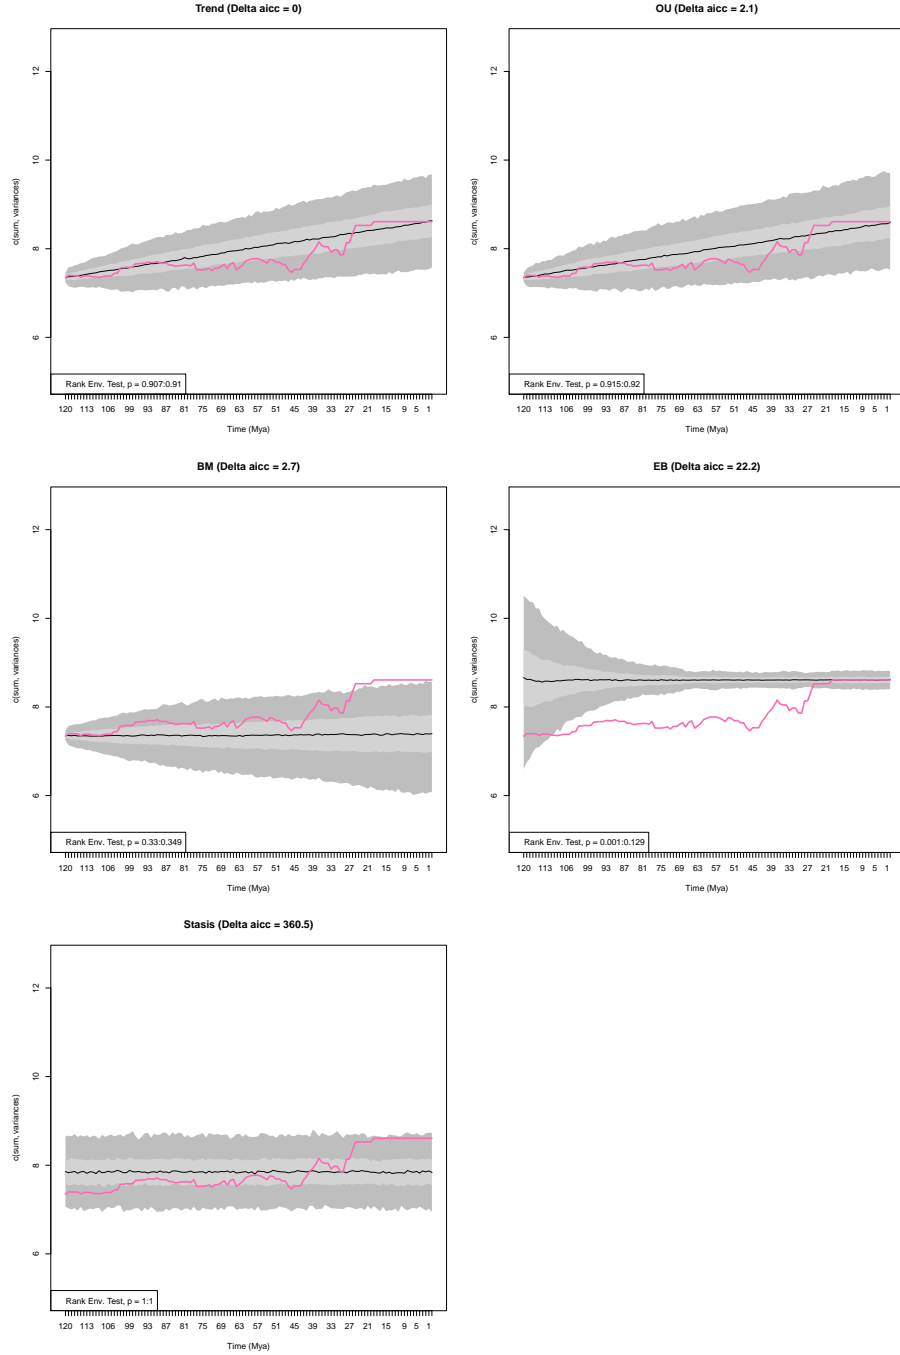 Trend (Delta aicc = 0)
c(sum, variances)
12
10
8
6
Rank Env. Test, p = 0.907:0.91
120 113 106 99 93 87 81 75 69 63 57 51 45 39 33 27 21 15 9 5 1
Time (Mya)
OU (Delta aicc = 2.1)
c(sum, variances)
12
10
8
6
Rank Env. Test, p = 0.915:0.92
120 113 106 99 93 87 81 75 69 63 57 51 45 39 33 27 21 15 9 5 1
Time (Mya)
BM (Delta aicc = 2.7)
c(sum, variances)
12
10
8
6
Rank Env. Test, p = 0.33:0.349
120 113 106 99 93 87 81 75 69 63 57 51 45 39 33 27 21 15 9 5 1
Time (Mya)
EB (Delta aicc = 22.2)
c(sum, variances)
12
10
8
6
Rank Env. Test, p = 0.001:0.129
120 113 106 99 93 87 81 75 69 63 57 51 45 39 33 27 21 15 9 5 1
Time (Mya)
Stasis (Delta aicc = 360.5)
c(sum, variances)
12
10
8
6
Rank Env. Test, p = 1:1
120 113 106 99 93 87 81 75 69 63 57 51 45 39 33 27 21 15 9 5 1
Time (Mya)